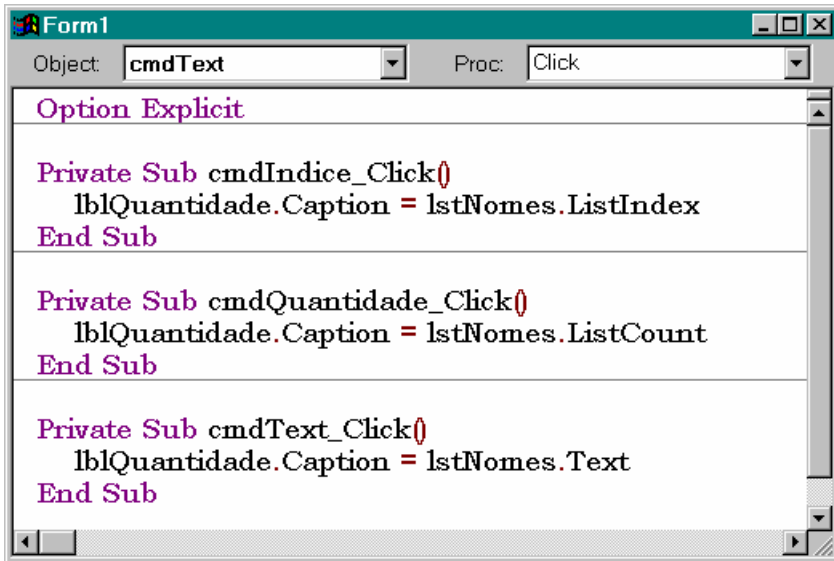 Form1
Object: cmdText Proc: Click
Option Explicit
Private Sub cmdIndice_Click()
lblQuantidade.Caption = lstNomes.ListIndex
End Sub
Private Sub cmdQuantidade_Click()
lblQuantidade.Caption = lstNomes.ListCount
End Sub
Private Sub cmdText_Click()
lblQuantidade.Caption = lstNomes.Text
End Sub